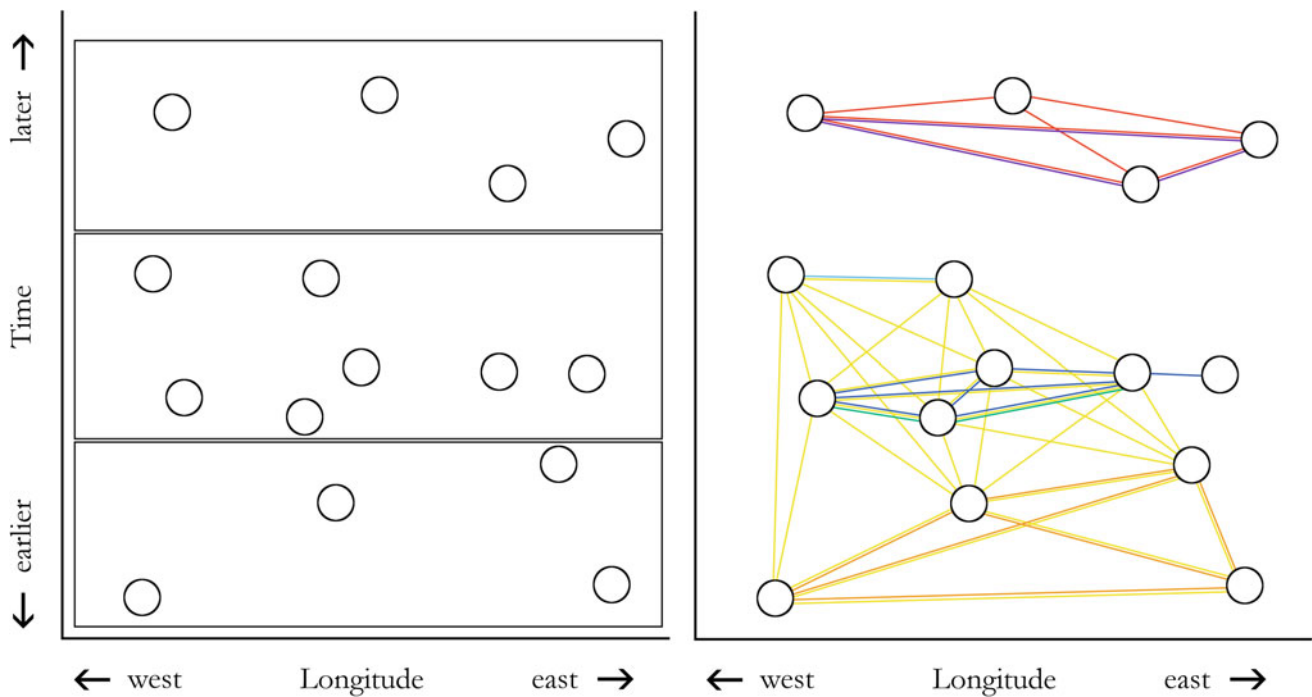 later →
Time
← earlier
← west Longitude east →
← west Longitude east →